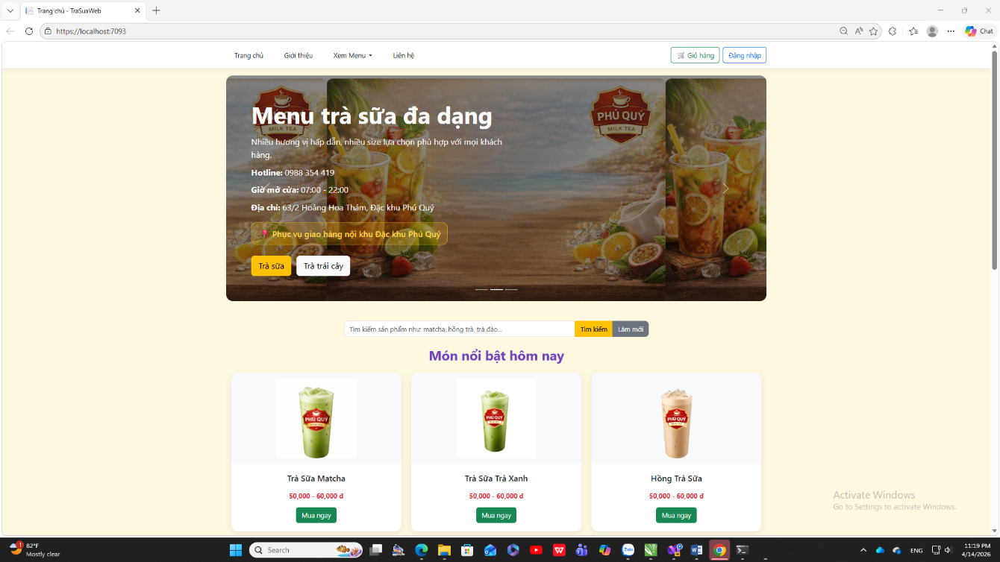 Trang chủ - TraSuaWeb
https://localhost:7093
Chat
Trang chủ
Giới thiệu
Xem Menu
Liên hệ
Giỏ hàng
Đăng nhập
PHÚ QUÝ
MILK TEA
PHÚ QUÝ
MILK TEA
Menu trà sữa đa dạng
Nhiều hương vị hấp dẫn, nhiều size lựa chọn phù hợp với mọi khách
hàng.
Hotline: 0988 354 419
Giờ mở cửa: 07:00 - 22:00
Địa chỉ: 63/2 Hoàng Hoa Thám, Đặc khu Phú Quý
Phục vụ giao hàng nội khu Đặc khu Phú Quý
Trà sữa
Trà trái cây
Tìm kiếm sản phẩm như: matcha, hồng trà, trà đào...
Tìm kiếm
Làm mới
Món nổi bật hôm nay
PHÚ QUÝ
PHÚ QUÝ
PHÚ QUÝ
Trà Sữa Matcha
Trà Sữa Trà Xanh
Hồng Trà Sữa
50,000 - 60,000 đ
50,000 - 60,000 đ
50,000 - 60,000 đ
Mua ngay
Mua ngay
Mua ngay
Activate Windows
Go to Settings to activate Windows.
1
82°F
Mostly clear
Search
Zalo
ENG
11:19 PM
4/14/2026